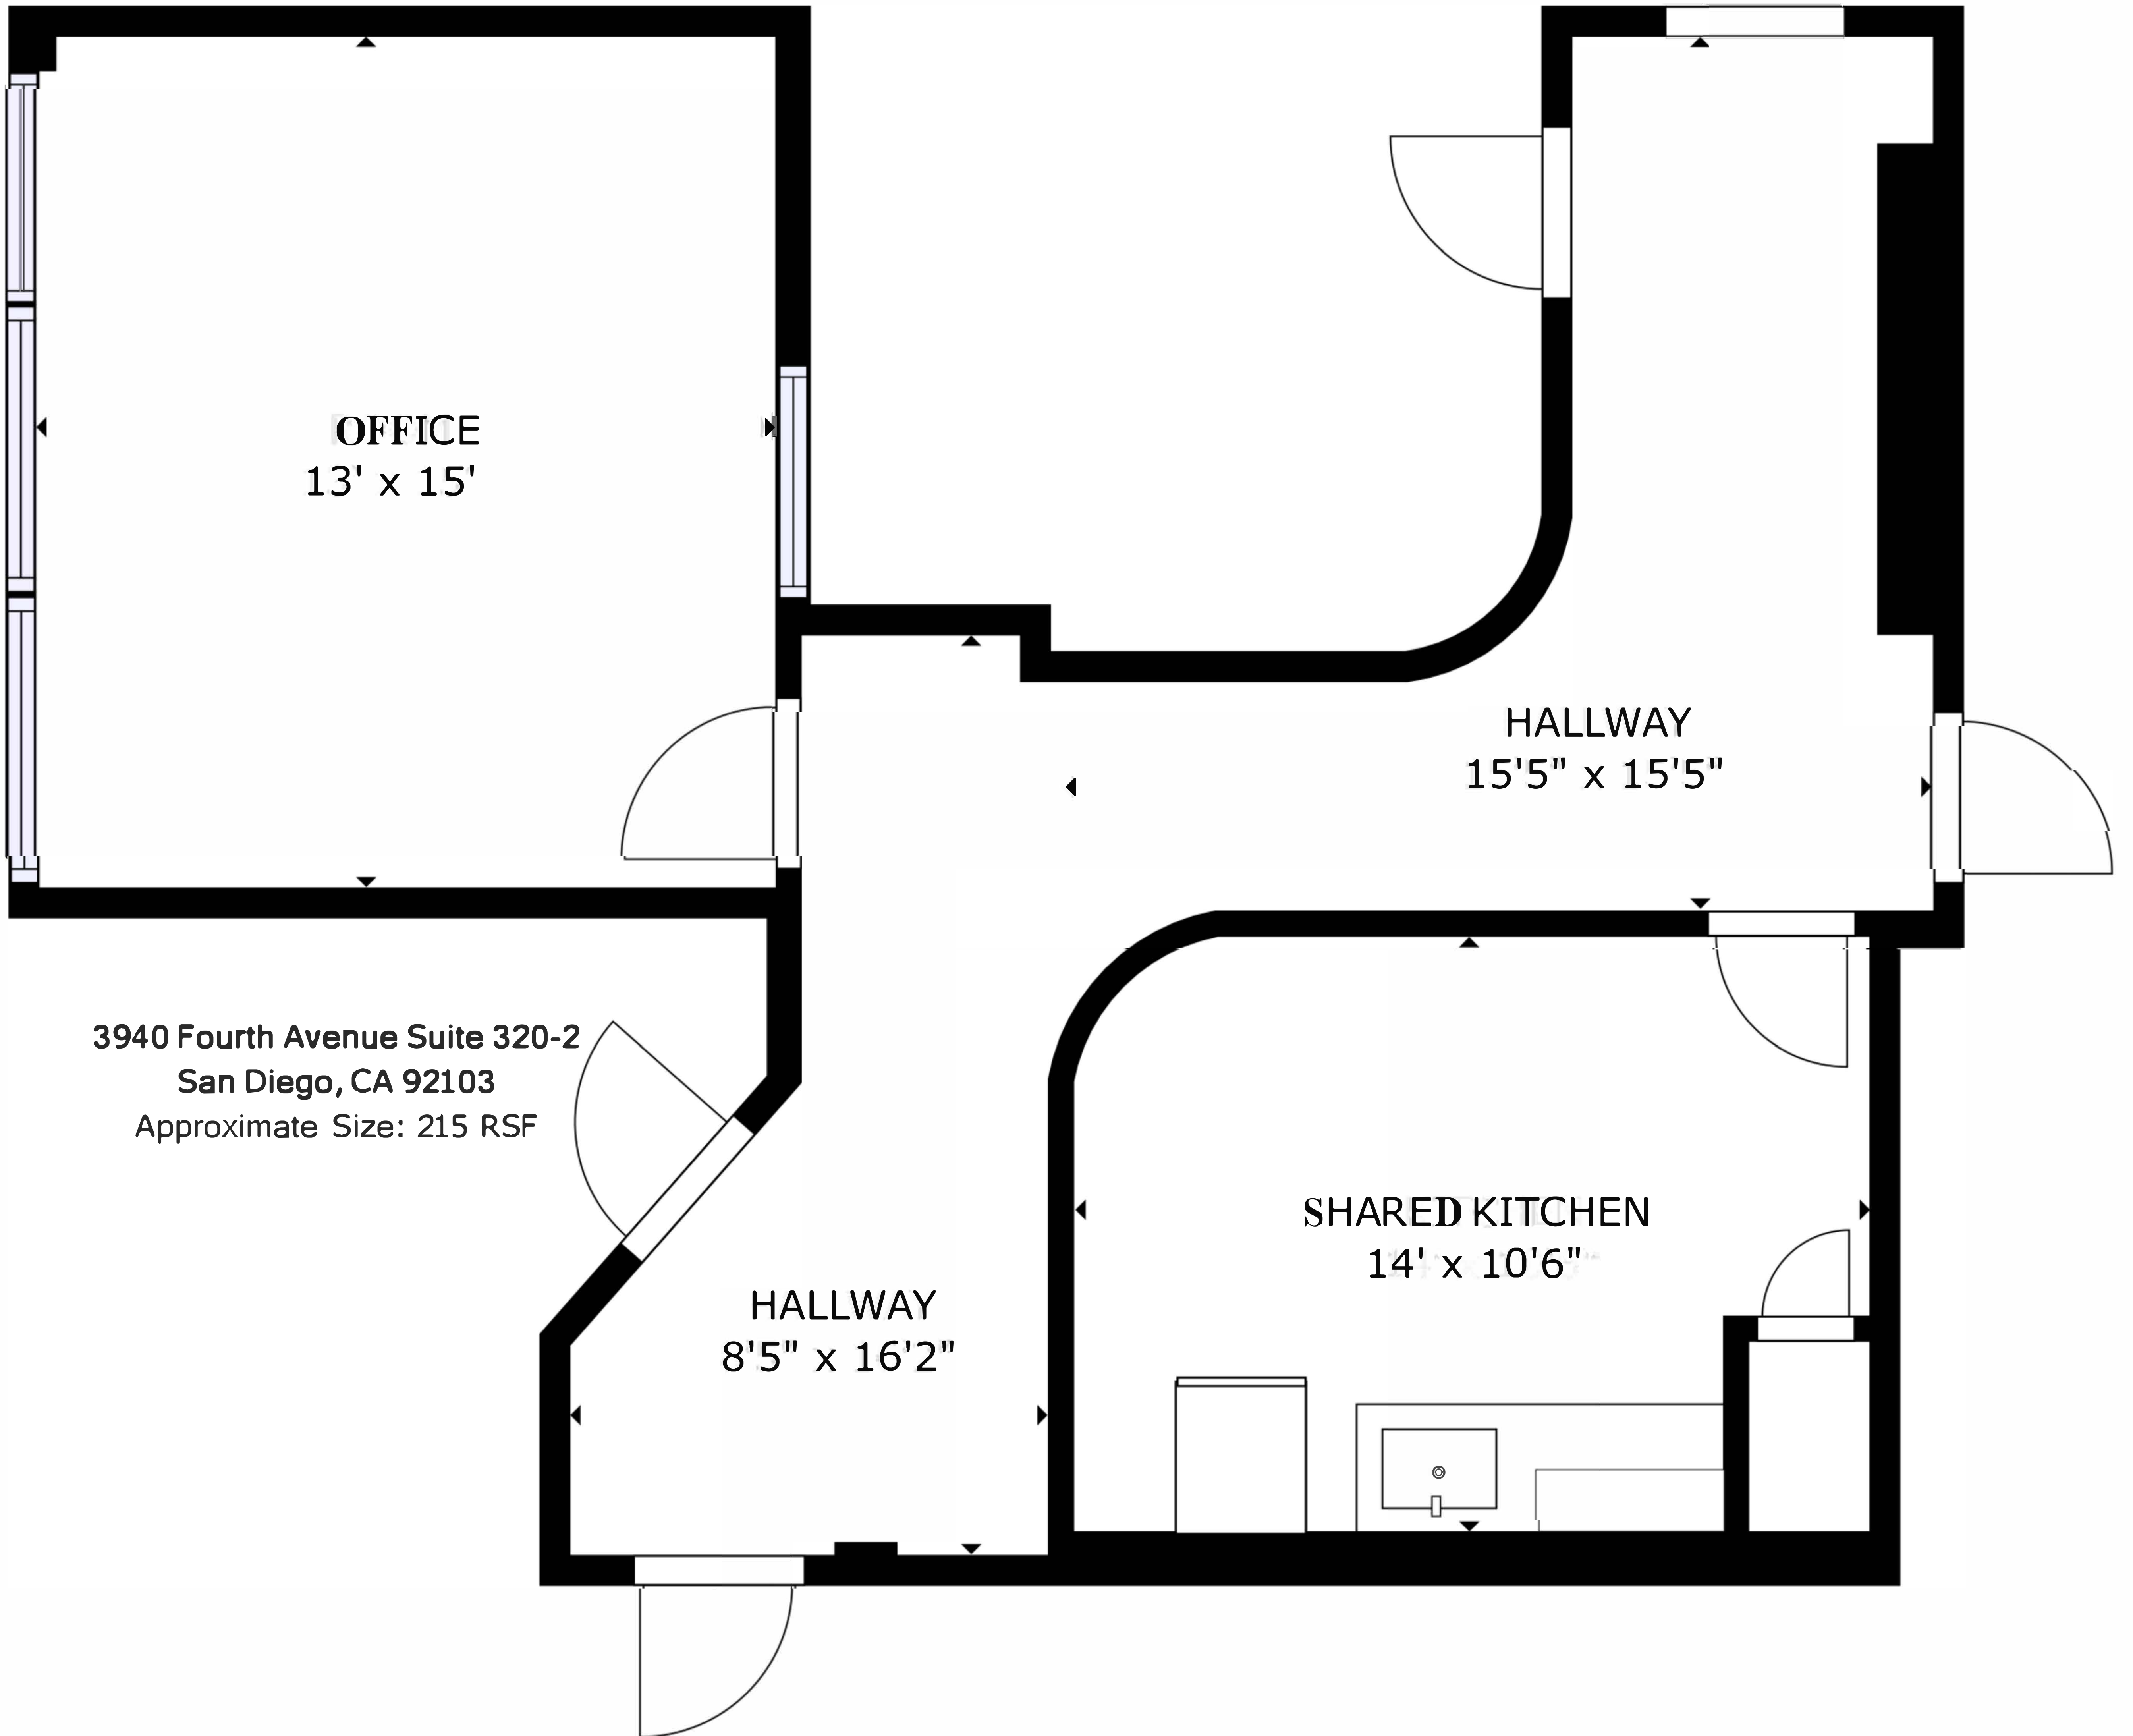 OFFICE
13' x 15'
HALLWAY
15'5" x 15'5"
3940 Fourth Avenue Suite 320-2
San Diego, CA 92103
Approximate Size: 215 RSF
SHARED KITCHEN
14' x 10'6"
HALLWAY
8'5" x 16'2"